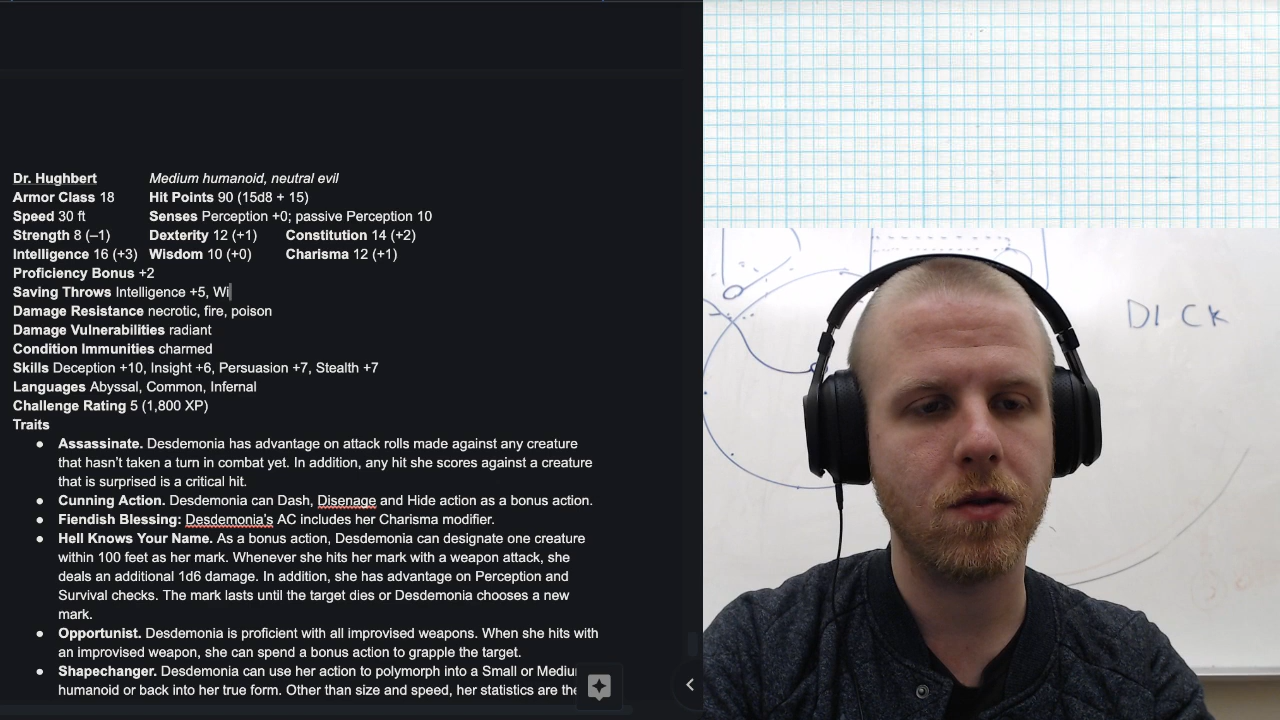 Dr. Hughbert Medium humanoid, neutral evil
Armor Class 18 Hit Points 90 (15d8 + 15)
Speed 30 ft Senses Perception +0; passive Perception 10
Strength 8 (–1) Dexterity 12 (+1) Constitution 14 (+2)
Intelligence 16 (+3) Wisdom 10 (+0) Charisma 12 (+1)
Proficiency Bonus +2
Saving Throws Intelligence +5, Wi
Damage Resistance necrotic, fire, poison
Damage Vulnerabilities radiant
Condition Immunities charmed
Skills Deception +10, Insight +6, Persuasion +7, Stealth +7
Languages Abyssal, Common, Infernal
Challenge Rating 5 (1,800 XP)
Traits
● Assassinate. Desdemonia has advantage on attack rolls made against any creature
that hasn’t taken a turn in combat yet. In addition, any hit she scores against a creature
that is surprised is a critical hit.
● Cunning Action. Desdemonia can Dash, Disenage and Hide action as a bonus action.
● Fiendish Blessing: Desdemonia’s AC includes her Charisma modifier.
● Hell Knows Your Name. As a bonus action, Desdemonia can designate one creature
within 100 feet as her mark. Whenever she hits her mark with a weapon attack, she
deals an additional 1d6 damage. In addition, she has advantage on Perception and
Survival checks. The mark lasts until the target dies or Desdemonia chooses a new
mark.
● Opportunist. Desdemonia is proficient with all improvised weapons. When she hits with
an improvised weapon, she can spend a bonus action to grapple the target.
● Shapechanger. Desdemonia can use her action to polymorph into a Small or Medium
humanoid or back into her true form. Other than size and speed, her statistics are the
DICK